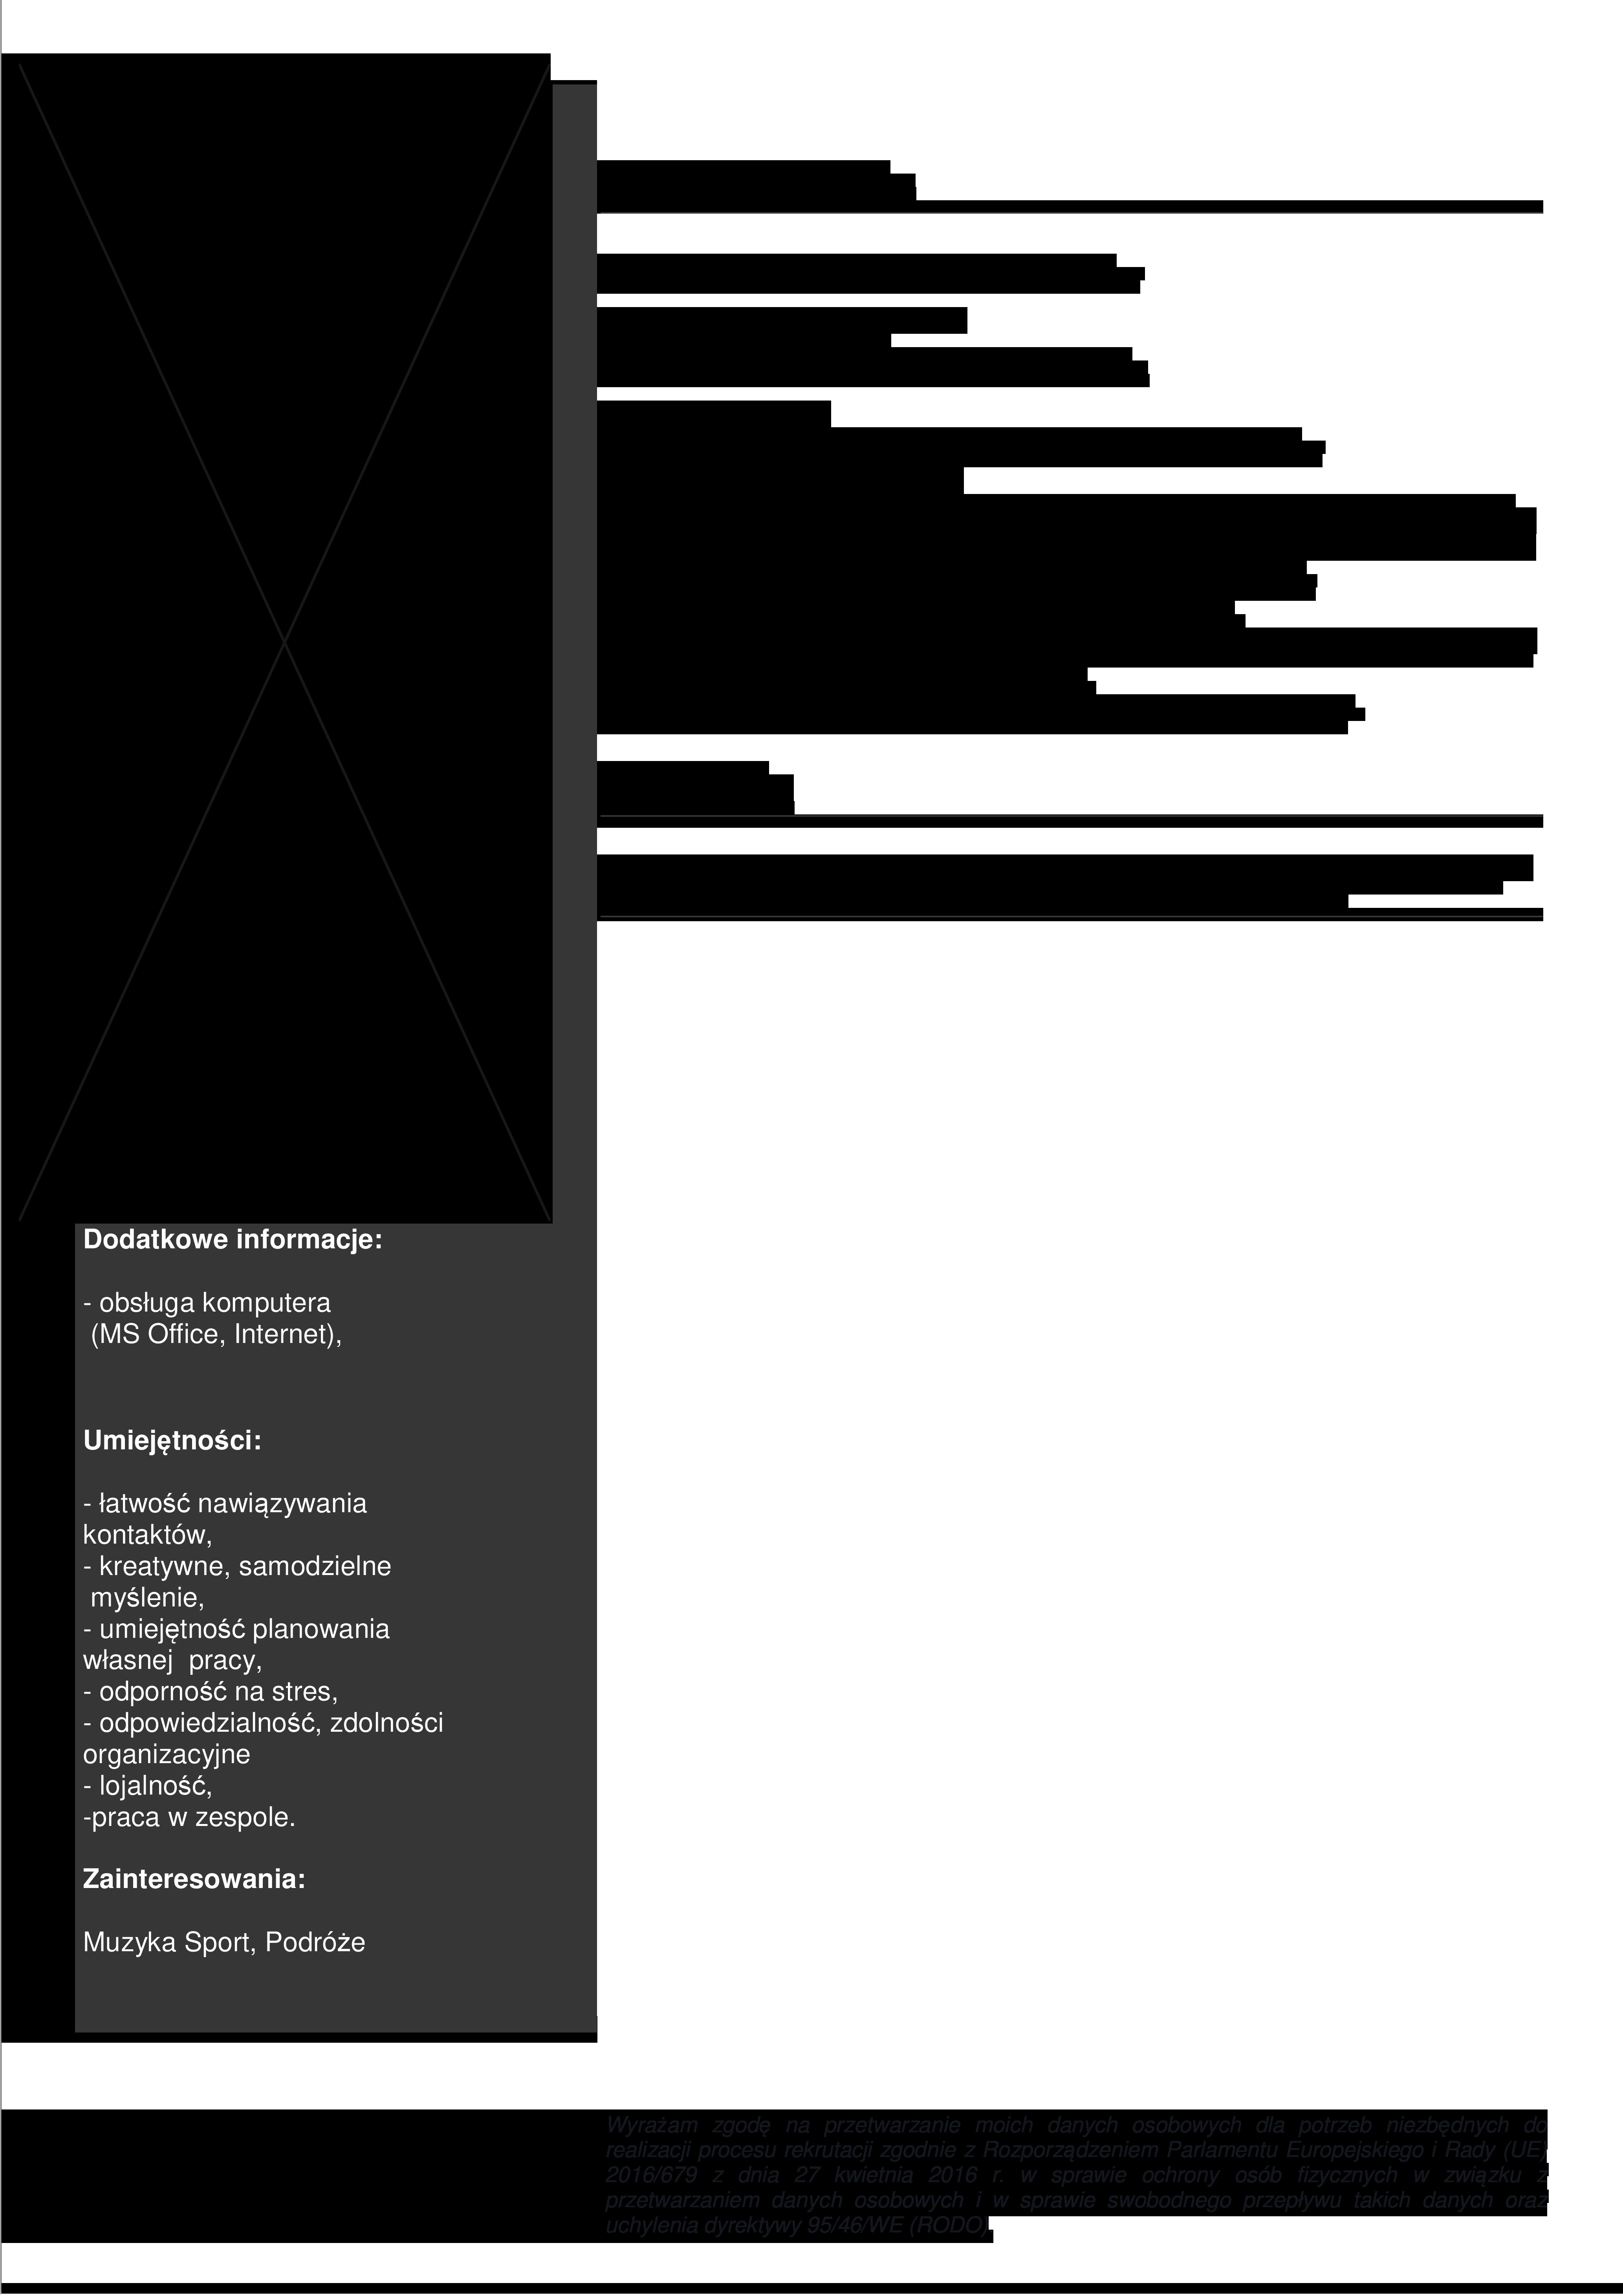 Dodatkowe informacje:
- obsługa komputera
(MS Office, Internet),
Umiejętności:
- łatwość nawiązywania
kontaktów,
- kreatywne, samodzielne
myślenie,
- umiejętność planowania
własnej  pracy,
- odporność na stres,
- odpowiedzialność, zdolności
organizacyjne
- lojalność,
-praca w zespole.
Zainteresowania:
Muzyka Sport, Podróże
Wyrażam zgodę na przetwarzanie moich danych osobowych dla potrzeb niezbędnych do
realizacji procesu rekrutacji zgodnie z Rozporządzeniem Parlamentu Europejskiego i Rady (UE)
2016/679 z dnia 27 kwietnia 2016 r. w sprawie ochrony osób fizycznych w związku z
przetwarzaniem danych osobowych i w sprawie swobodnego przepływu takich danych oraz
uchylenia dyrektywy 95/46/WE (RODO)